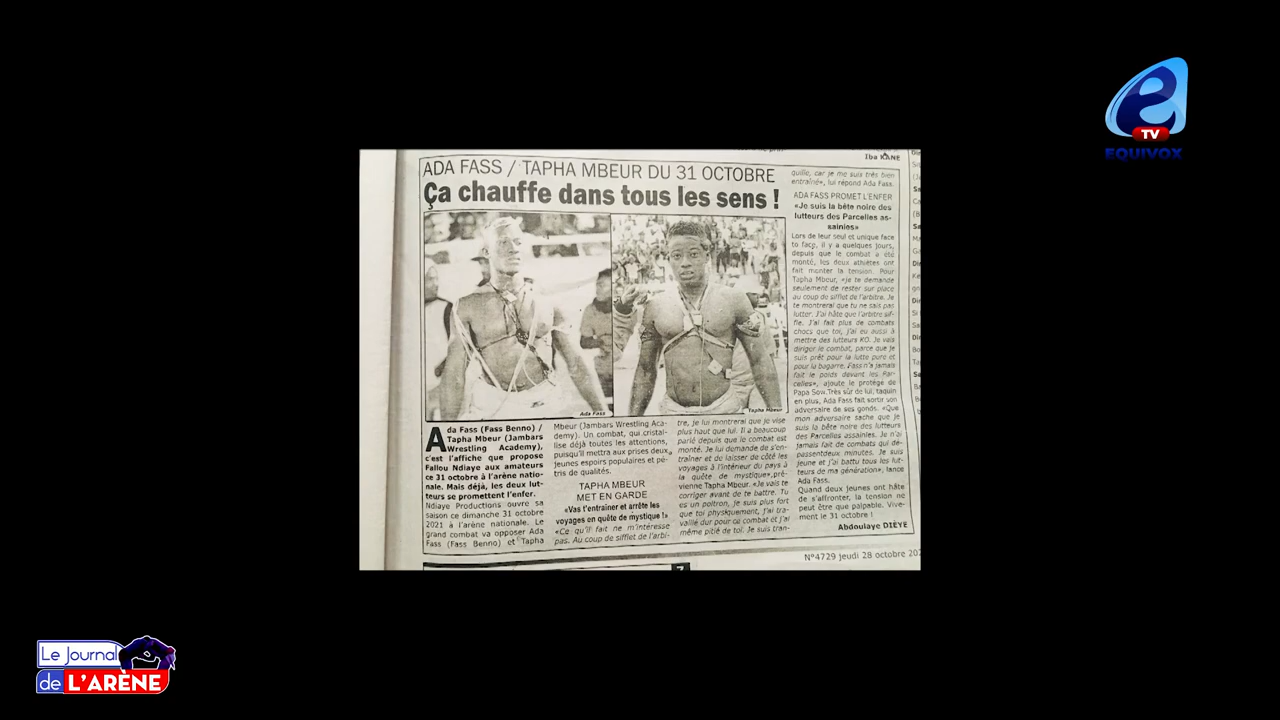 e
TV
EQUIVOX
Iba KANE
ADA FASS / TAPHA MBEUR DU 31 OCTOBRE
Ça chauffe dans tous les sens !
Ada Fass
Tapha Mbeur
Ada Fass (Fass Benno) /
Tapha Mbeur (Jambars
Wrestling Academy),
c'est l'affiche que propose
Fallou Ndiaye aux amateurs
ce 31 octobre à l'arène natio-
nale. Mais déjà, les deux lut-
teurs se promettent l'enfer.
Ndiaye Productions ouvre sa
saison ce dimanche 31 octobre
2021 à l'arène nationale. Le
grand combat va opposer Ada
Fass (Fass Benno) et Tapha
Mbeur (Jambars Wrestling Aca-
demy). Un combat, qui cristal-
lise déjà toutes les attentions,
puisqu'il mettra aux prises deux
jeunes espoirs populaires et pé-
tris de qualités.
TAPHA MBEUR
MET EN GARDE
«Vas t'entrainer et arrête les
voyages en quête de mystique !»
«Ce qu'il fait ne m'intéresse
pas. Au coup de sifflet de l'arbi-
tre, je lui montrerai que je vise
plus haut que lui. Il a beaucoup
parlé depuis que le combat est
monté. Je lui demande de s'en-
traîner et de laisser de côté les
voyages à l'intérieur du pays à
la quête de mystique»,pré-
vienne Tapha Mbeur. «Je vais te
corriger avant de te battre. Tu
es un poltron, je suis plus fort
que toi physiquement, j'ai tra-
vaillé dur pour ce combat et j'ai
même pitié de toi. Je suis tran-
quille, car je me suis très bien
entraîné», lui répond Ada Fass.
ADA FASS PROMET L'ENFER
«Je suis la bête noire des
lutteurs des Parcelles as-
sainies»
Lors de leur seul et unique face
to face, il y a quelques jours,
depuis que le combat a été
monté, les deux athlètes ont
fait monter la tension. Pour
Tapha Mbeur, «je te demande
seulement de rester sur place
au coup de sifflet de l'arbitre. Je
te montrerai que tu ne sais pas
lutter. J'ai hâte que l'arbitre sif-
fle. J'ai fait plus de combats
chocs que toi, j'ai eu aussi à
mettre des lutteurs KO. Je vais
diriger le combat, parce que je
suis prêt pour la lutte pure et
pour la bagarre. Fass n'a jamais
fait le poids devant les Par-
celles», ajoute le protégé de
Papa Sow.Très sûr de lui, taquin
en plus, Ada Fass fait sortir son
adversaire de ses gonds. «Que
mon adversaire sache que je
suis la bête noire des lutteurs
des Parcelles assainies. Je n'ai
jamais fait de combats qui dé-
passentdeux minutes. Je suis
jeune et j'ai battu tous les lut-
teurs de ma génération», lance
Ada Fass.
Quand deux jeunes ont hâte
de s'affronter, la tension ne
peut être que palpable. Vive-
ment le 31 octobre !
Abdoulaye DIÈYE
N°4729 jeudi 28 octobre 202
7
Le Journal
de L'ARÈNE